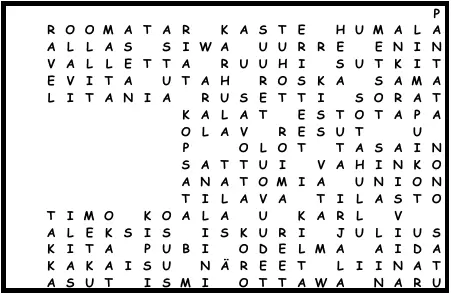 P
ROOMATAR KASTE HUMALA
ALLAS SIWA UURRE ENIN
VALLETTA RUUHI SUTKIT
EVITA UTAH ROSKA SAMA
LITANIA RUSETTI SORAT
KALAT ESTOTAPA
OLAV RESUT U
P OLOT TASAIN
SATTUI VAHINKO
ANATOMIA UNION
TILAVA TILASTO
TIMO KOALA U KARL V
ALEKSIS ISKURI JULIUS
KITA PUBI ODELMA AIDA
KAKAISU NÄREET LIINAT
ASUT ISMI OTTAWA NARU